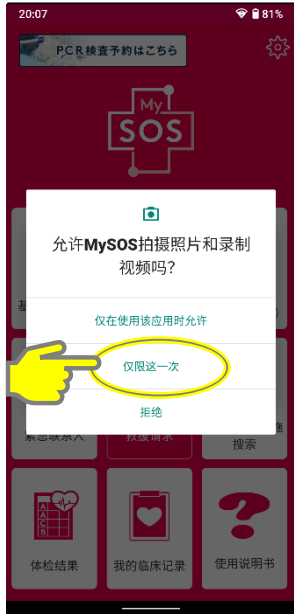 20:07
81%
PCR検査予約はこちら
My
SOS
允许MySOS拍摄照片和录制
视频吗?
仅在使用该应用时允许
仅限这一次
拒绝
基
紧急联系人
救援请求
施
搜索
A
A
C
B
体检结果
我的临床记录
使用说明书